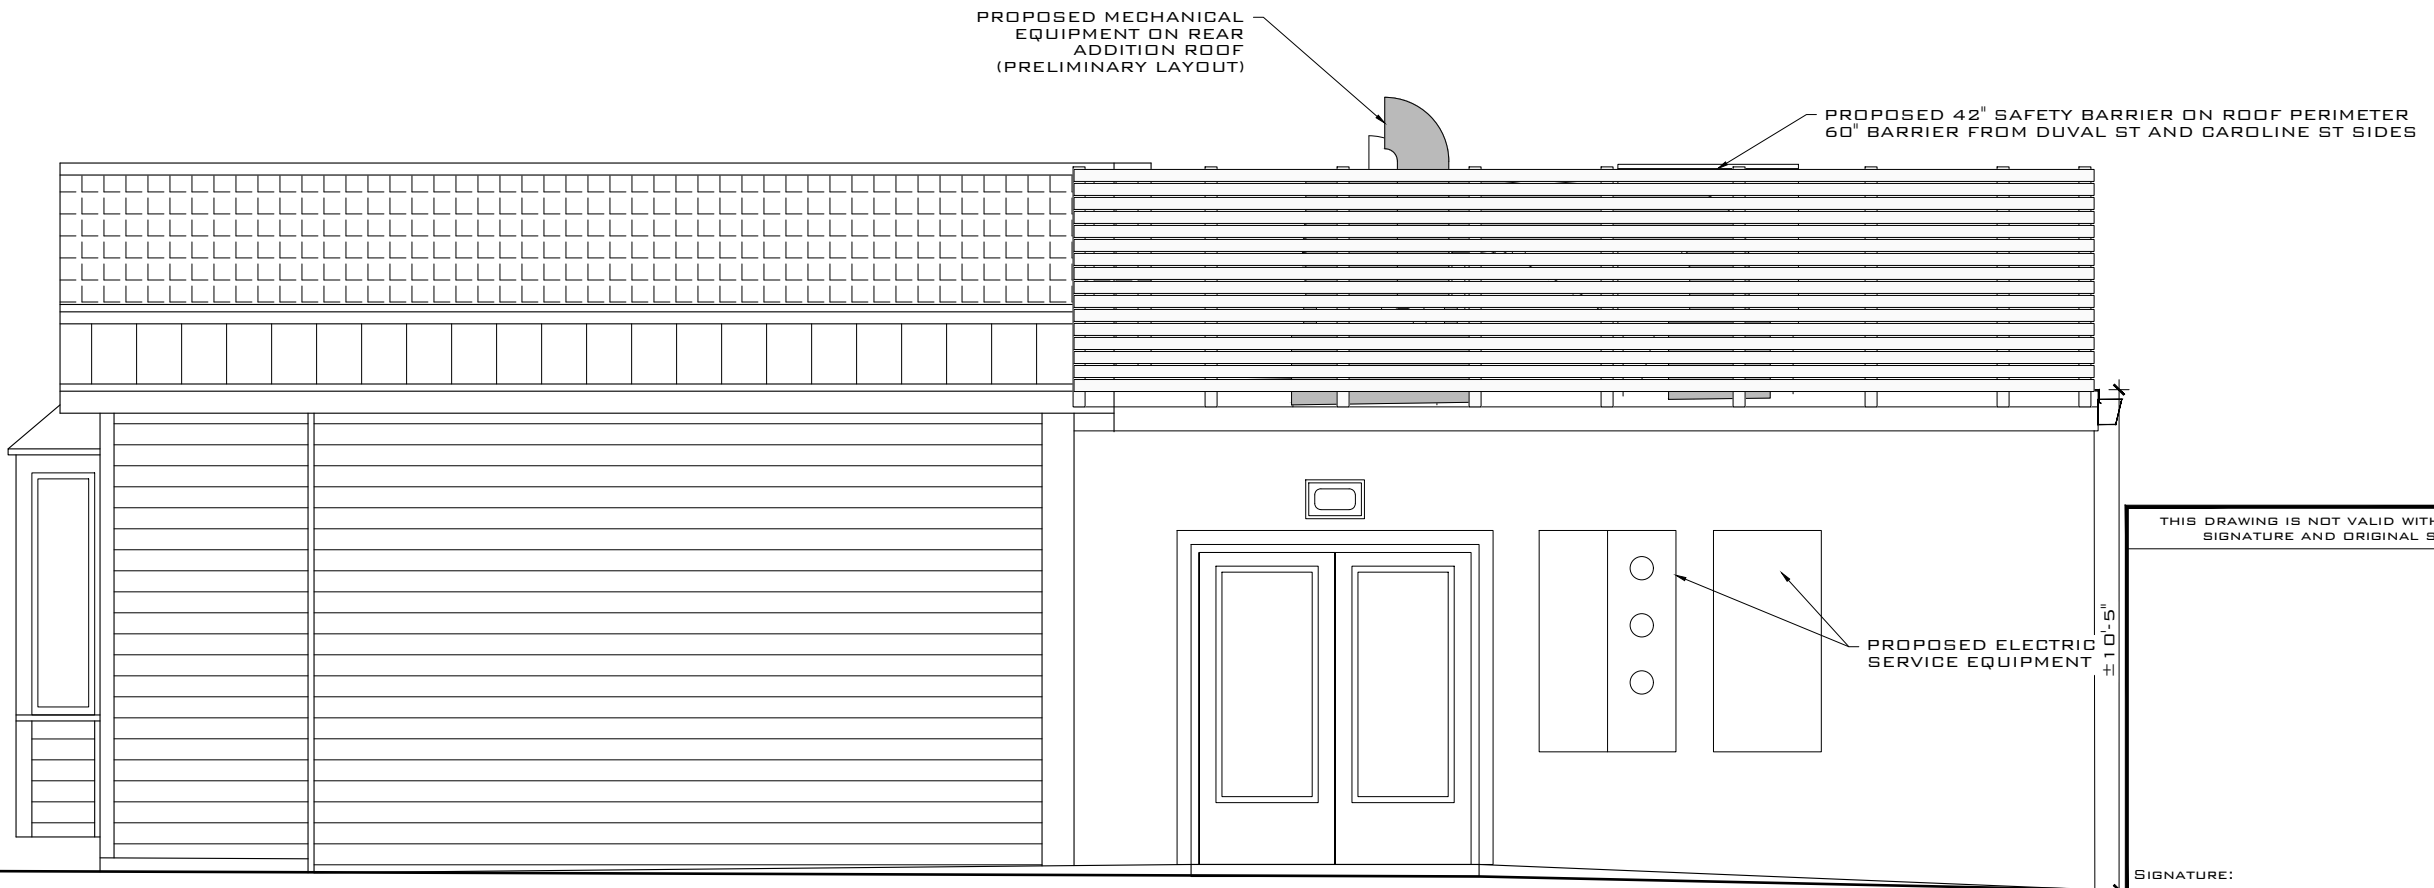 PROPOSED MECHANICAL
EQUIPMENT ON REAR
ADDITION ROOF
(PRELIMINARY LAYOUT)
PROPOSED 42" SAFETY BARRIER ON ROOF PERIMETER
60" BARRIER FROM DUVAL ST AND CAROLINE ST SIDES
PROPOSED ELECTRIC
SERVICE EQUIPMENT
±10'-5"
THIS DRAWING IS NOT VALID
SIGNATURE AND ORIGINAL
SIGNATURE: